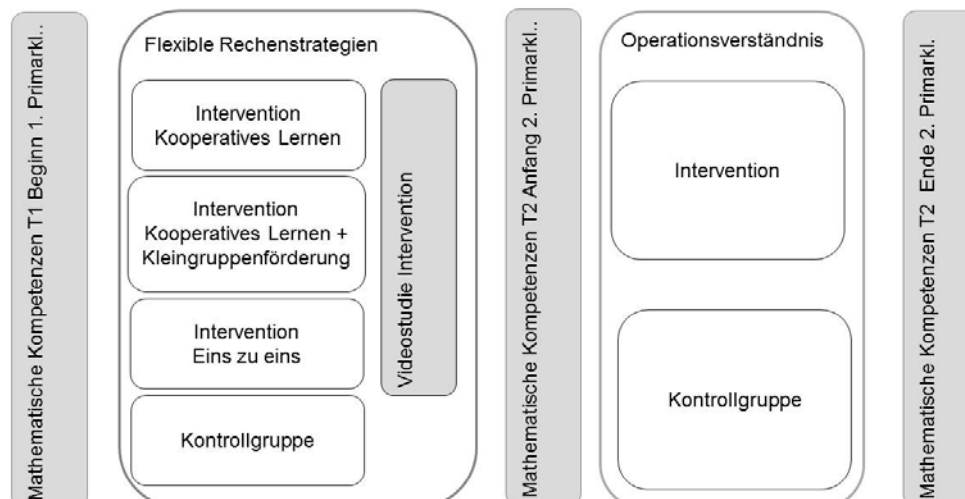 Mathematische Kompetenzen T1 Beginn 1. Primarkl..
Flexible Rechenstrategien
Intervention
Kooperatives Lernen
Intervention
Kooperatives Lernen +
Kleingruppenförderung
Intervention
Eins zu eins
Kontrollgruppe
Videostudie Intervention
Mathematische Kompetenzen T2 Anfang 2. Primarkl..
Operationsverständnis
Intervention
Kontrollgruppe
Mathematische Kompetenzen T2 Ende 2. Primarkl.